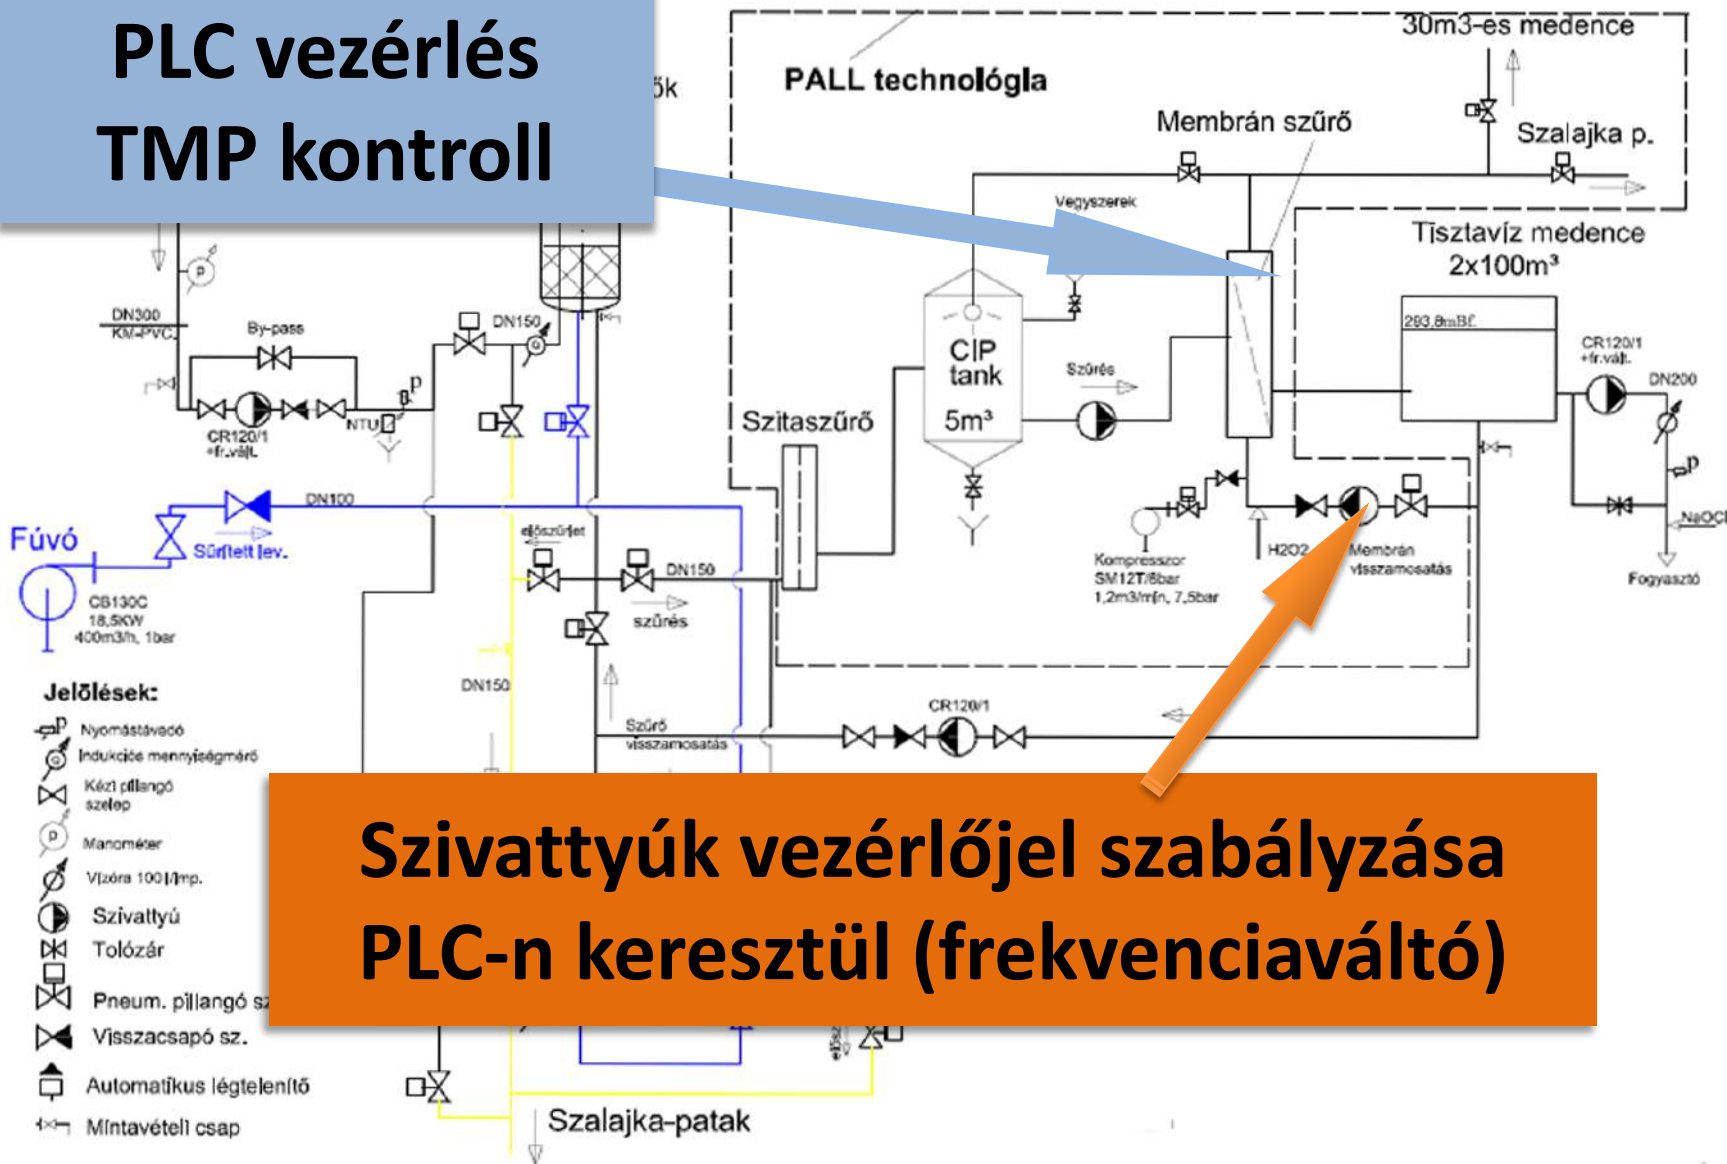 PLC vezérlés
TMP kontroll
ők
PALL technológia
30m3-es medence
Membrán szűrő
Szalajka p.
Vegyszerek
Tisztavíz medence
2x100m³
293,8mBf.
DN300
KM-PVC.
By-pass
DN150
CR120/1
+fr.vált.
NTU
p
P
Szitaszűrő
CIP
tank
5m³
Szűrés
CR120/1
+fr.vált.
DN200
p
NaOCl
Fogyasztó
Fúvó
DN100
Sűrített lev.
CB130C
18,5KW
400m3/h, 1bar
előszűrlet
DN150
szűrés
Kompresszor
SM12T/8bar
1,2m3/min, 7,5bar
H2O2
Membrán
visszamosatás
DN150
Szűrő
visszamosatás
CR120/1
Jelölések:
p
Nyomástávadó
Indukciós mennyiségmérő
Kézi pillangó
szelep
P
Manométer
Vízóra 100 l/imp.
Szivattyú
Tolózár
Pneum. pillangó sz
Visszacsapó sz.
Automatikus légtelenítő
Mintavételi csap
Szivattyúk vezérlőjel szabályzása
PLC-n keresztül (frekvenciaváltó)
Szalajka-patak